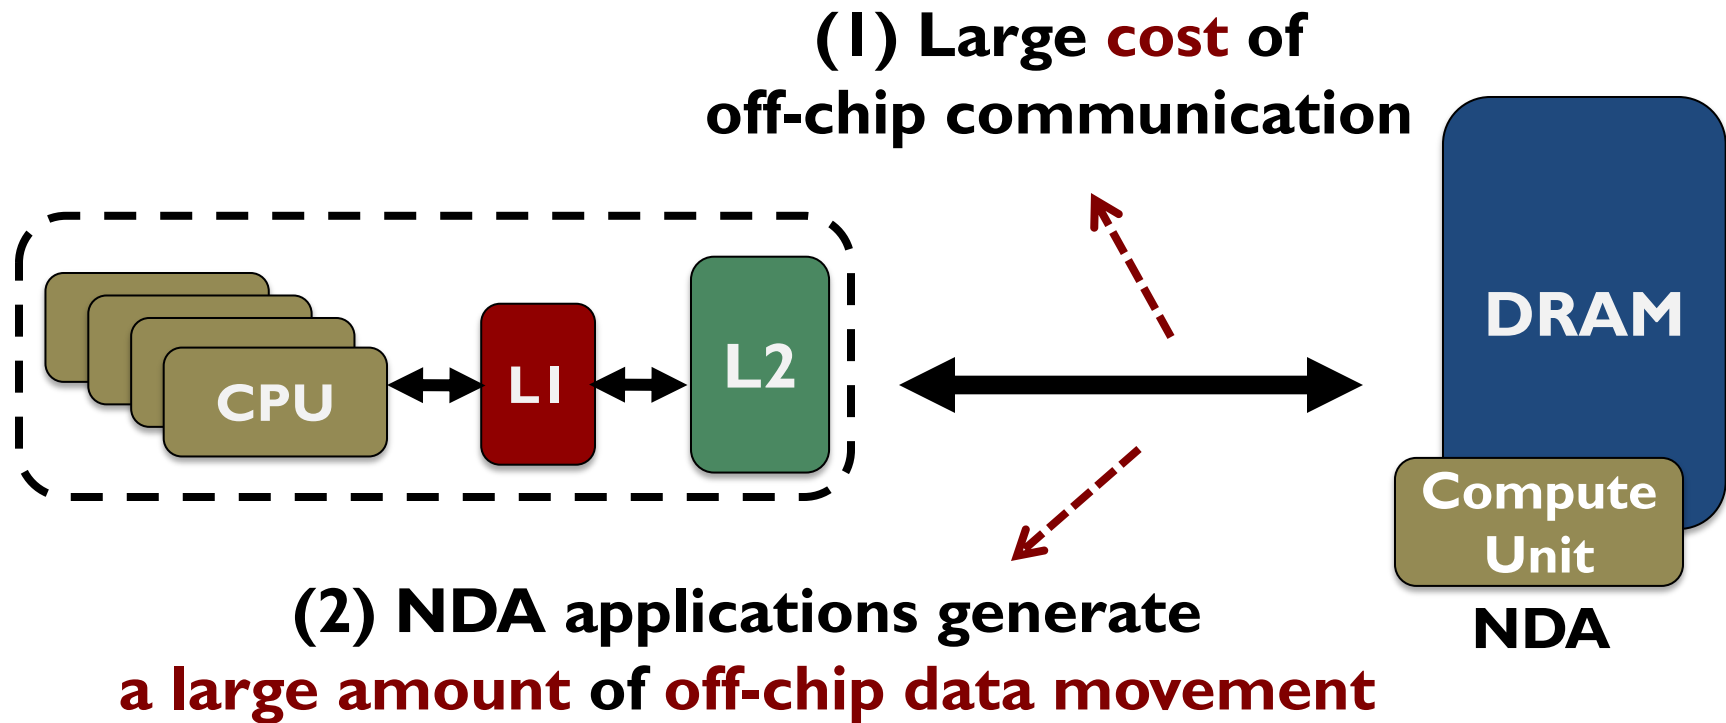 (1) Large cost of
off-chip communication
CPU
L1
L2
DRAM
Compute
Unit
NDA
(2) NDA applications generate
a large amount of off-chip data movement